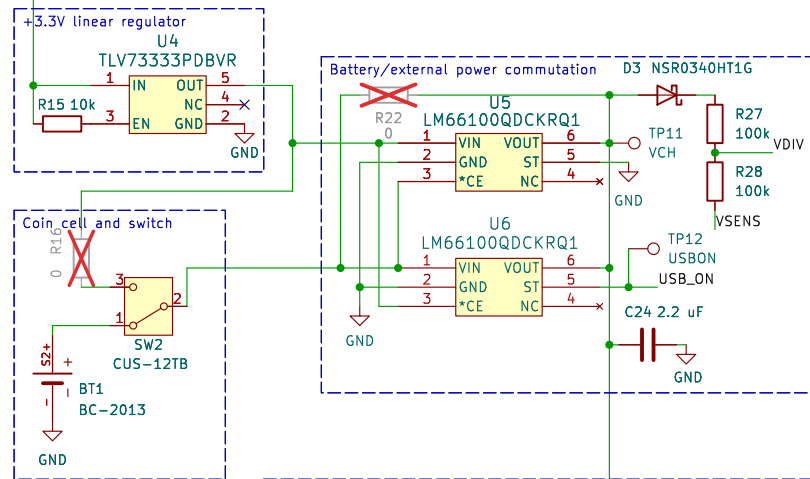 +3.3V linear regulator
U4
TLV73333PDBVR
1 IN OUT 5
NC 4
R15 10k
3 EN GND 2
GND
Battery/external power commutation
D3 NSR0340HT1G
R22
0
U5
LM66100QDCKRQ1
1 VIN VOUT 6
2 GND ST 5
3 *CE NC 4
TP11
VCH
GND
R27
100k
VDIV
R28
100k
VSENS
Coin cell and switch
R16
0
3
2
1
SW2
CUS-12TB
S2+
+
BT1
BC-2013
-
GND
U6
LM66100QDCKRQ1
1 VIN VOUT 6
2 GND ST 5
3 *CE NC 4
TP12
USBON
USB_ON
GND
C24 2.2 uF
GND